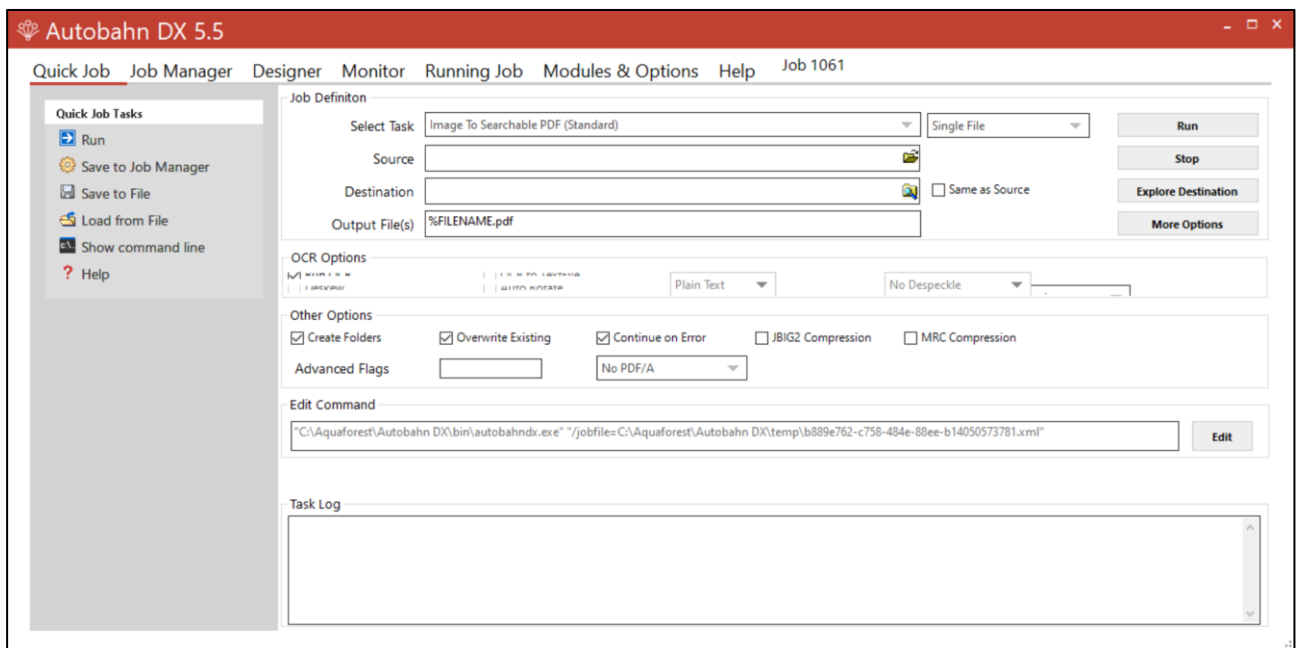 Autobahn DX 5.5
Quick Job Job Manager Designer Monitor Running Job Modules & Options Help Job 1061
Quick Job Tasks
Run
Save to Job Manager
Save to File
Load from File
Show command line
Help
Job Definiton
Select Task Image To Searchable PDF (Standard) Single File Run
Source Stop
Destination Same as Source Explore Destination
Output File(s) %FILENAME.pdf More Options
OCR Options
Plain Text No Despeckle
Other Options
Create Folders Overwrite Existing Continue on Error JBIG2 Compression MRC Compression
Advanced Flags No PDF/A
Edit Command
"C:\Aquaforest\Autobahn DX\bin\autobahndx.exe" "/jobfile=C:\Aquaforest\Autobahn DX\temp\b889e762-c758-484e-88ee-b14050573781.xml" Edit
Task Log